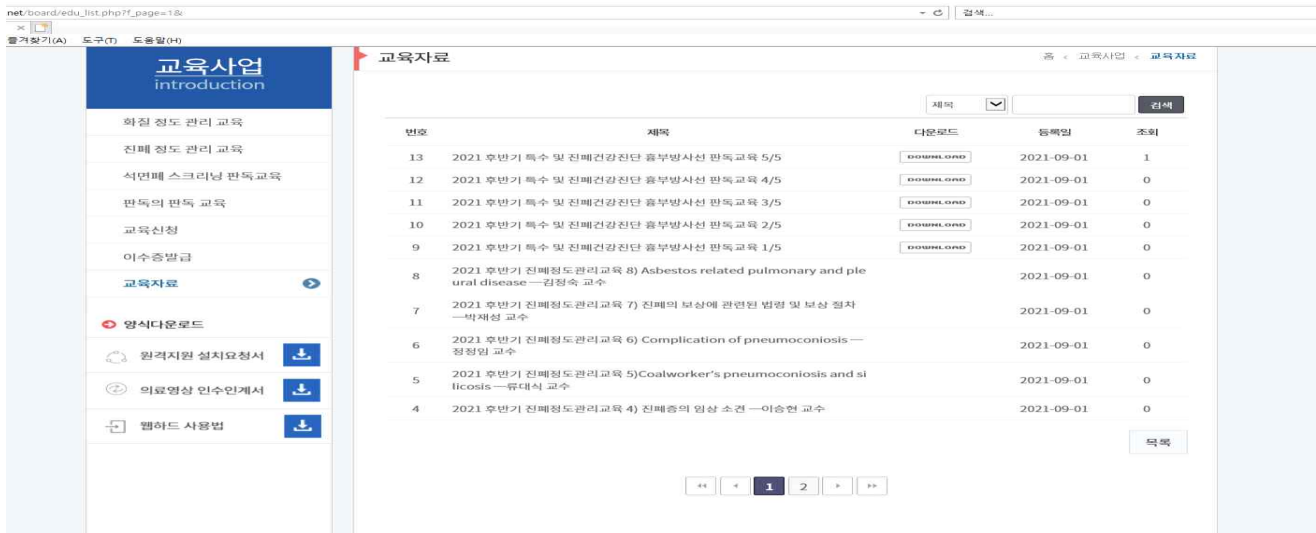 net/board/edu_list.php?f_page=1&
검색...
즐겨찾기(A) 도구(T) 도움말(H)
교육사업
introduction
화질 정도 관리 교육
진폐 정도 관리 교육
석면폐 스크리닝 판독교육
판독의 판독 교육
교육신청
이수증발급
교육자료
양식다운로드
원격지원 설치요청서
의료영상 인수인계서
웹하드 사용법
교육자료
홈 < 교육사업 < 교육자료
제목 검색
번호 제목 다운로드 등록일 조회
13 2021 후반기 특수 및 진폐건강진단 흉부방사선 판독교육 5/5 DOWNLOAD 2021-09-01 1
12 2021 후반기 특수 및 진폐건강진단 흉부방사선 판독교육 4/5 DOWNLOAD 2021-09-01 0
11 2021 후반기 특수 및 진폐건강진단 흉부방사선 판독교육 3/5 DOWNLOAD 2021-09-01 0
10 2021 후반기 특수 및 진폐건강진단 흉부방사선 판독교육 2/5 DOWNLOAD 2021-09-01 0
9 2021 후반기 특수 및 진폐건강진단 흉부방사선 판독교육 1/5 DOWNLOAD 2021-09-01 0
8 2021 후반기 진폐정도관리교육 8) Asbestos related pulmonary and ple
ural disease —김정숙 교수 2021-09-01 0
7 2021 후반기 진폐정도관리교육 7) 진폐의 보상에 관련된 법령 및 보상 절차
—박재성 교수 2021-09-01 0
6 2021 후반기 진폐정도관리교육 6) Complication of pneumoconiosis —
정정임 교수 2021-09-01 0
5 2021 후반기 진폐정도관리교육 5)Coalworker's pneumoconiosis and si
licosis —류대식 교수 2021-09-01 0
4 2021 후반기 진폐정도관리교육 4) 진폐증의 임상 소견 —이승현 교수 2021-09-01 0
목록
1 2